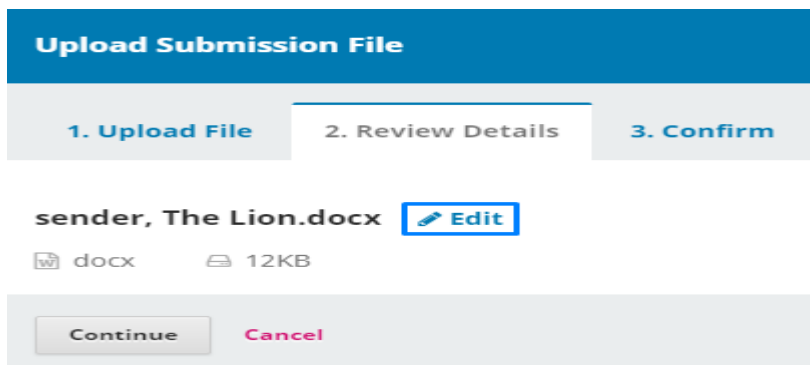 Upload Submission File
1. Upload File 2. Review Details 3. Confirm
sender, The Lion.docx Edit
docx 12KB
Continue Cancel